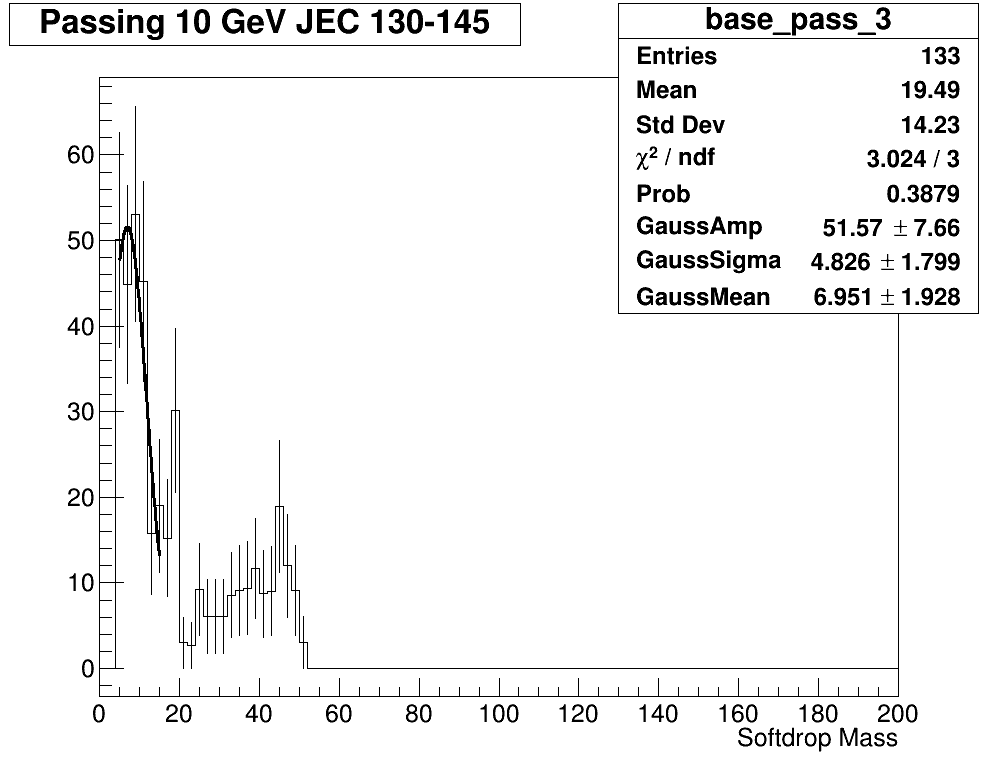 Passing 10 GeV JEC 130-145
base_pass_3
Entries 133
Mean 19.49
Std Dev 14.23
χ² / ndf 3.024 / 3
Prob 0.3879
GaussAmp 51.57 ± 7.66
GaussSigma 4.826 ± 1.799
GaussMean 6.951 ± 1.928
60
50
40
30
20
10
0
0 20 40 60 80 100 120 140 160 180 200
Softdrop Mass